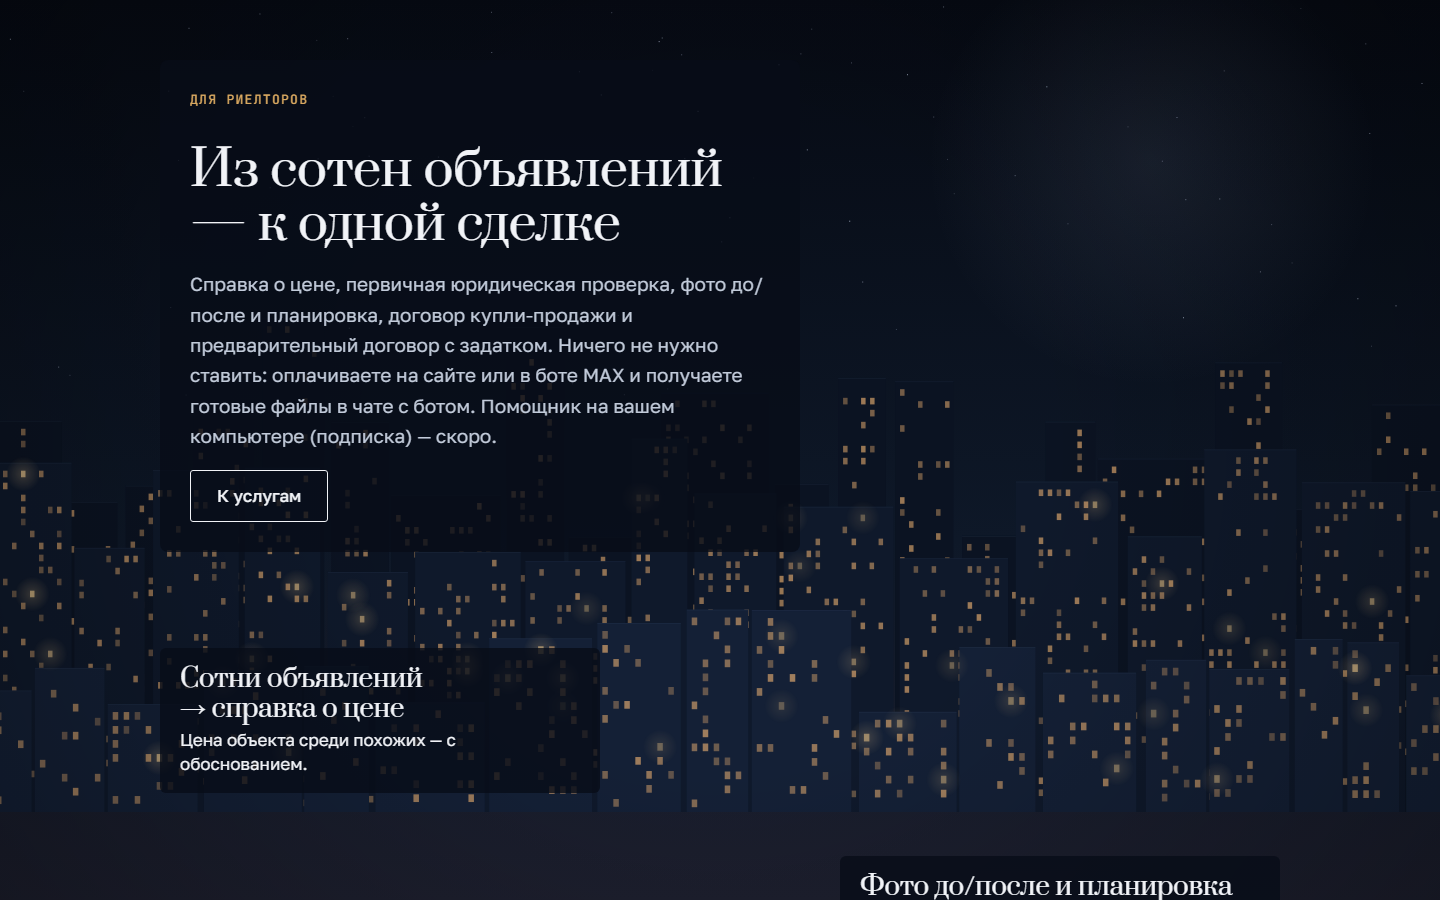 ДЛЯ РИЕЛТОРОВ
Из сотен объявлений
— к одной сделке
Справка о цене, первичная юридическая проверка, фото до/
после и планировка, договор купли-продажи и
предварительный договор с задатком. Ничего не нужно
ставить: оплачиваете на сайте или в боте MAX и получаете
готовые файлы в чате с ботом. Помощник на вашем
компьютере (подписка) — скоро.
К услугам
Сотни объявлений
→ справка о цене
Цена объекта среди похожих — с
обоснованием.
Фото до/после и планировка